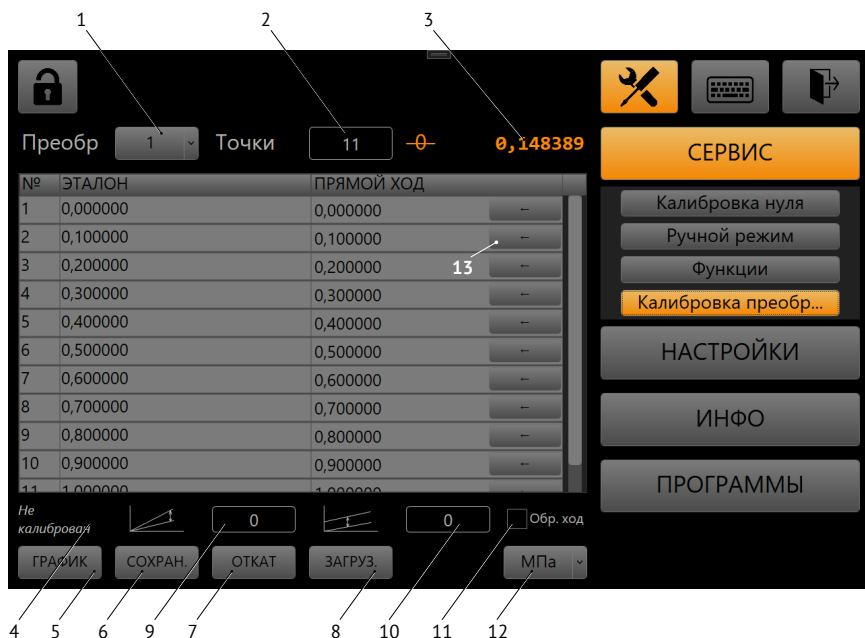 1 2 3
Преобр 1 Точки 11 0 0,148389
№ ЭТАЛОН ПРЯМОЙ ХОД
1 0,000000 0,000000 ←
2 0,100000 0,100000 ←
13
3 0,200000 0,200000 ←
4 0,300000 0,300000 ←
5 0,400000 0,400000 ←
6 0,500000 0,500000 ←
7 0,600000 0,600000 ←
8 0,700000 0,700000 ←
9 0,800000 0,800000 ←
10 0,900000 0,900000 ←
11 1,000000 1,000000
Не
калиброван
0 0 Обр. ход
ГРАФИК СОХРАН. ОТКАТ ЗАГРУЗ. МПа
СЕРВИС
Калибровка нуля
Ручной режим
Функции
Калибровка преобр...
НАСТРОЙКИ
ИНФО
ПРОГРАММЫ
4 5 6 9 7 8 10 11 12